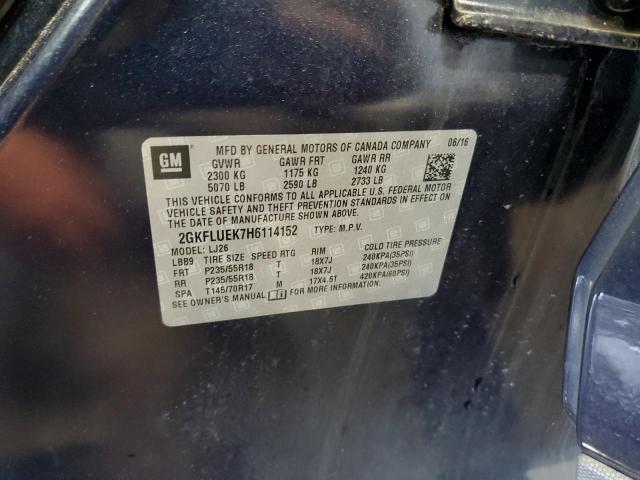 GM
MFD BY GENERAL MOTORS OF CANADA COMPANY 06/16
GVWR GAWR FRT GAWR RR
2300 KG 1175 KG 1240 KG
5070 LB 2590 LB 2733 LB
THIS VEHICLE CONFORMS TO ALL APPLICABLE U.S. FEDERAL MOTOR
VEHICLE SAFETY AND THEFT PREVENTION STANDARDS IN EFFECT ON
THE DATE OF MANUFACTURE SHOWN ABOVE.
2GKFLUEK7H6114152 TYPE: M.P.V.
MODEL: LJ26
LBB9 TIRE SIZE SPEED RTG RIM COLD TIRE PRESSURE
FRT P235/55R18 T 18X7J 240KPA(35PSI)
RR P235/55R18 T 18X7J 240KPA(35PSI)
SPA T145/70R17 M 17X4.5T 420KPA(60PSI)
SEE OWNER'S MANUAL FOR MORE INFORMATION.